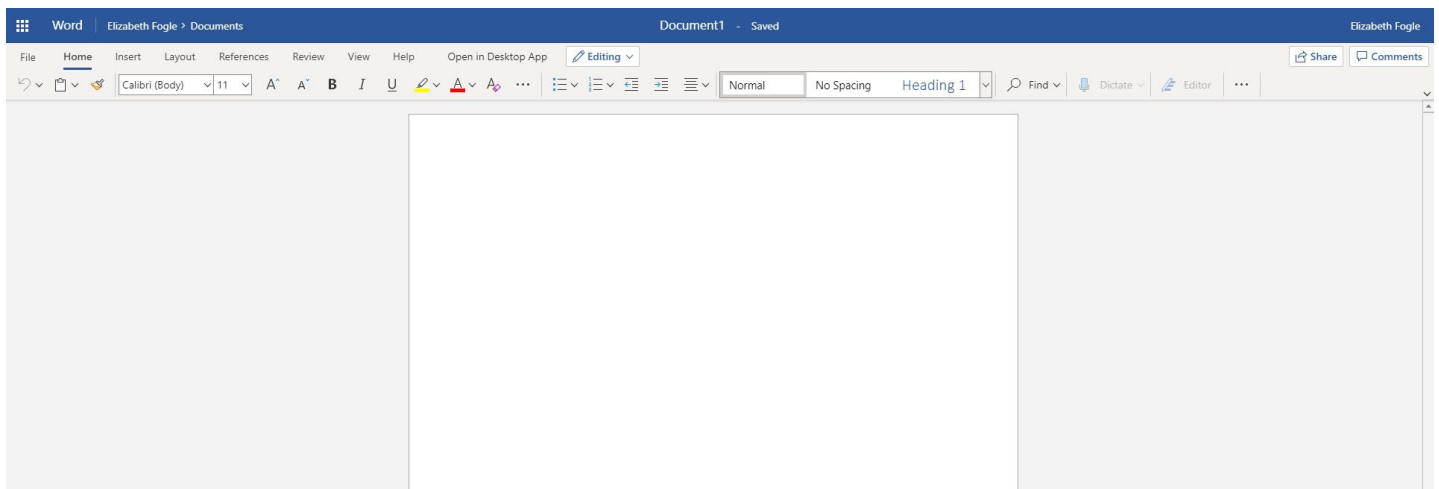 Word Elizabeth Fogle > Documents Document1 - Saved Elizabeth Fogle
File Home Insert Layout References Review View Help Open in Desktop App Editing Share Comments
Calibri (Body) 11 A A B I U A A Normal No Spacing Heading 1 Find Dictate Editor